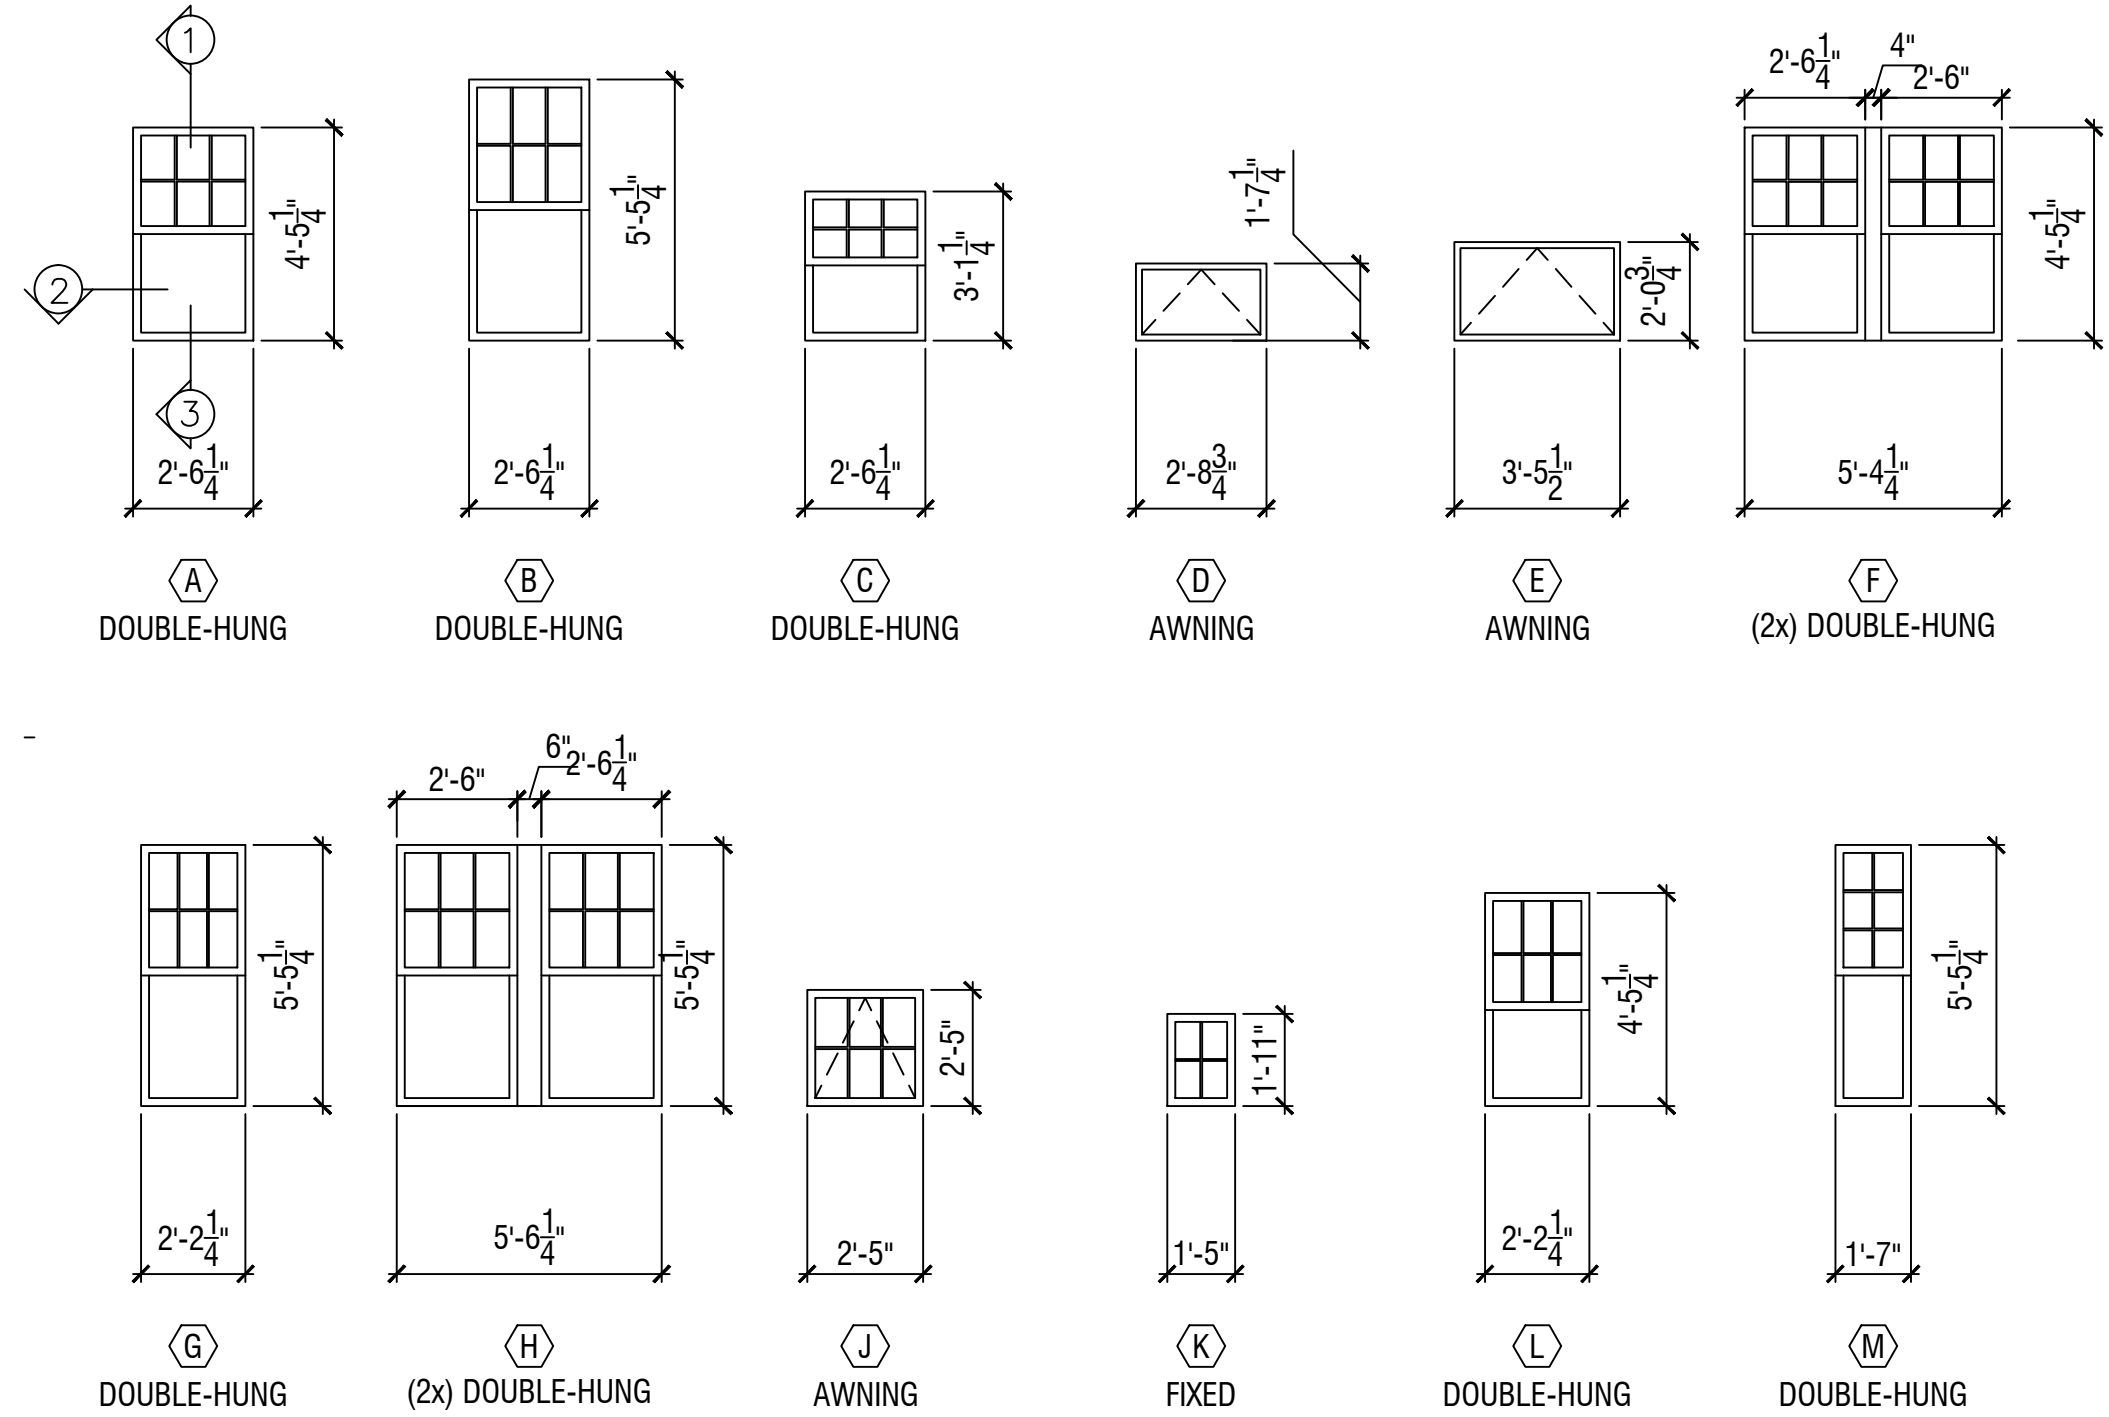 1
2
3
4'-5 1/4"
2'-6 1/4"
A
DOUBLE-HUNG
5'-5 1/4"
2'-6 1/4"
B
DOUBLE-HUNG
3'-1 1/4"
2'-6 1/4"
C
DOUBLE-HUNG
1'-7 1/4"
2'-8 3/4"
D
AWNING
2'-0 3/4"
3'-5 1/2"
E
AWNING
2'-6 1/4"
4"
2'-6"
4'-5 1/4"
5'-4 1/4"
F
(2x) DOUBLE-HUNG
5'-5 1/4"
2'-2 1/4"
G
DOUBLE-HUNG
2'-6"
6"
2'-6 1/4"
5'-5 1/4"
5'-6 1/4"
H
(2x) DOUBLE-HUNG
2'-5"
2'-5"
J
AWNING
1'-11"
1'-5"
K
FIXED
4'-5 1/4"
2'-2 1/4"
L
DOUBLE-HUNG
5'-5 1/4"
1'-7"
M
DOUBLE-HUNG